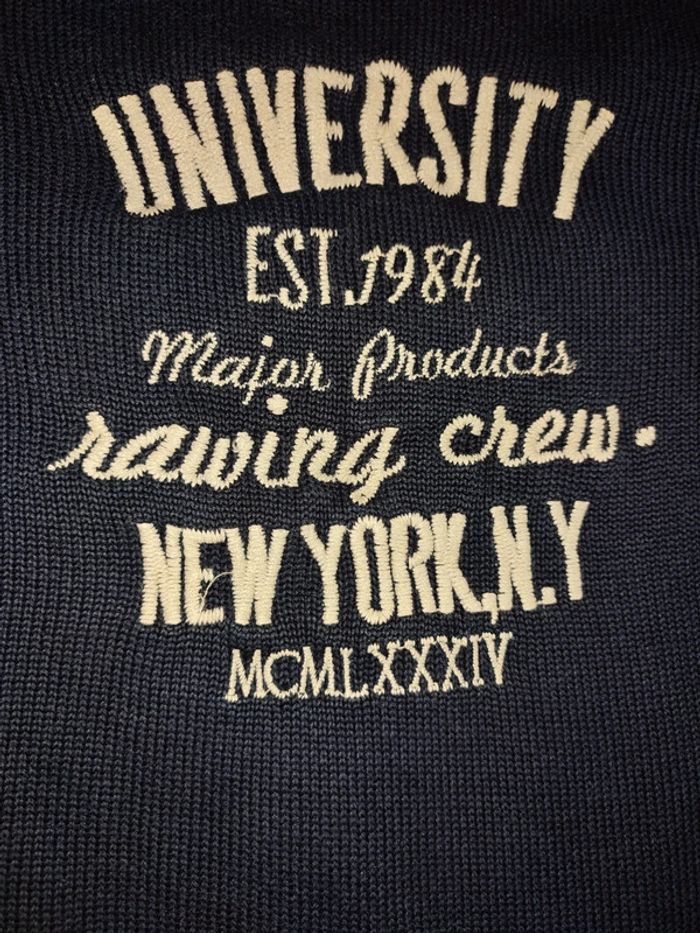 UNIVERSITY
EST.1984
Major Products
rawing crew.
NEW YORK,N.Y
MCMLXXXIV